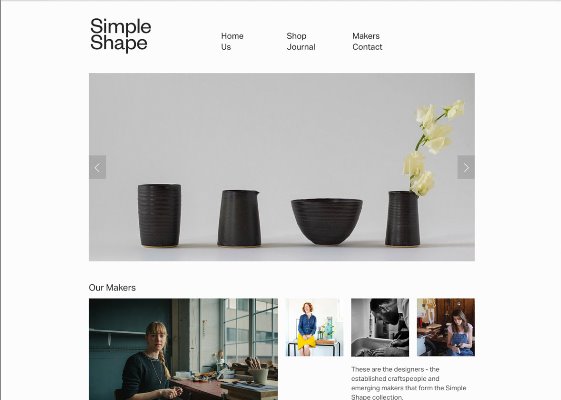 Simple
Shape
Home Shop Makers
Us Journal Contact
Our Makers
These are the designers - the
established craftspeople and
emerging makers that form the Simple
Shape collection.